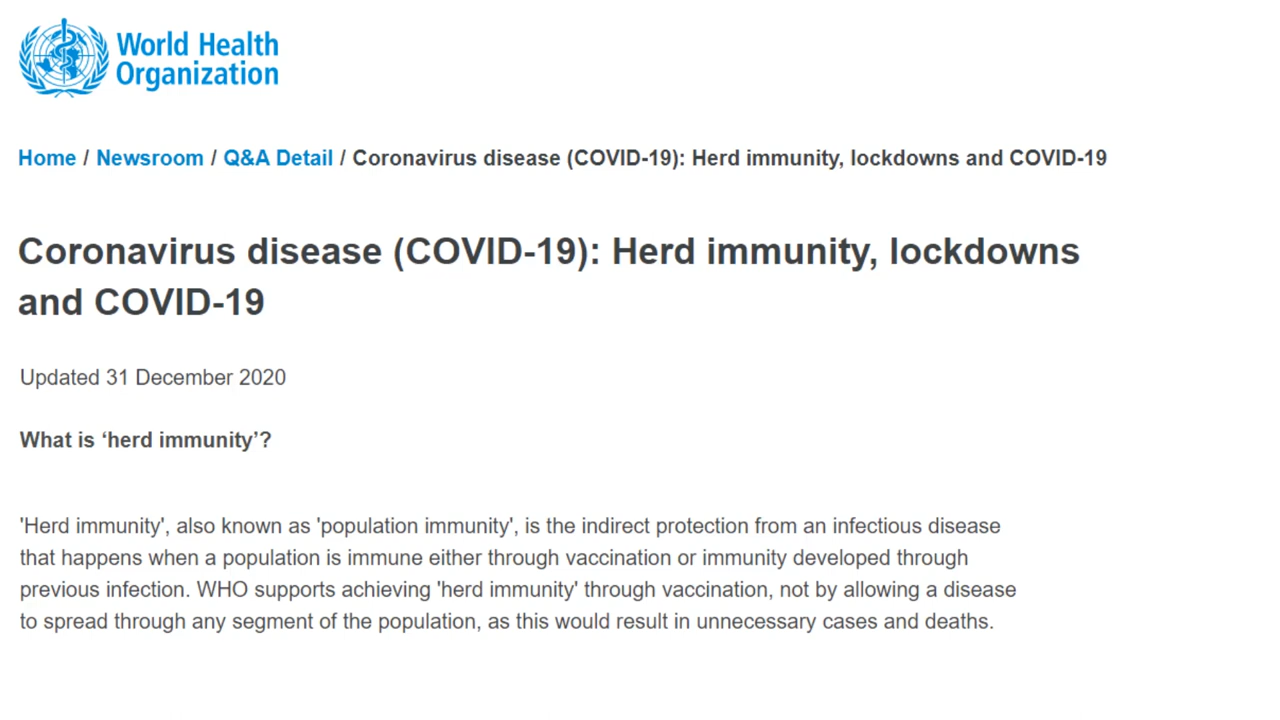 World Health
Organization
Home / Newsroom / Q&A Detail / Coronavirus disease (COVID-19): Herd immunity, lockdowns and COVID-19
Coronavirus disease (COVID-19): Herd immunity, lockdowns
and COVID-19
Updated 31 December 2020
What is ‘herd immunity’?
'Herd immunity', also known as 'population immunity', is the indirect protection from an infectious disease
that happens when a population is immune either through vaccination or immunity developed through
previous infection. WHO supports achieving 'herd immunity' through vaccination, not by allowing a disease
to spread through any segment of the population, as this would result in unnecessary cases and deaths.